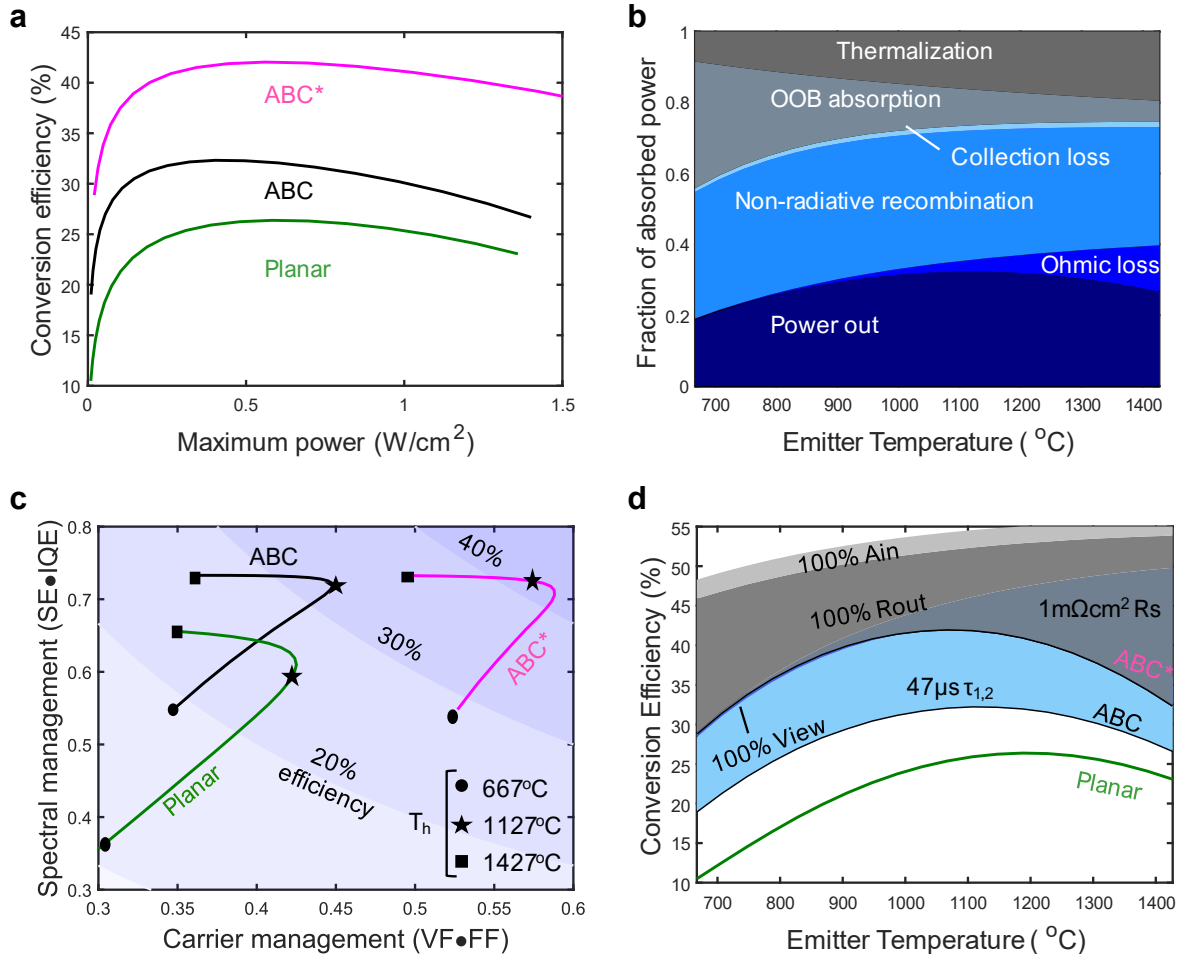 a
Conversion efficiency (%)
45
40
35
30
25
20
15
10
ABC*
ABC
Planar
0
0.5
1
1.5
Maximum power (W/cm²)
b
Fraction of absorbed power
1
0.8
0.6
0.4
0.2
0
Thermalization
OOB absorption
Collection loss
Non-radiative recombination
Ohmic loss
Power out
700 800 900 1000 1100 1200 1300 1400
Emitter Temperature ( °C)
c
Spectral management (SE●IQE)
0.8
0.7
0.6
0.5
0.4
0.3
ABC
40%
30%
ABC*
20%
efficiency
Planar
Th
667°C
1127°C
1427°C
0.3 0.35 0.4 0.45 0.5 0.55 0.6
Carrier management (VF●FF)
d
Conversion Efficiency (%)
55
50
45
40
35
30
25
20
15
10
100% Ain
100% Rout
1mΩcm² Rs
ABC*
47µs τ1,2
100% View
ABC
Planar
700 800 900 1000 1100 1200 1300 1400
Emitter Temperature ( °C)